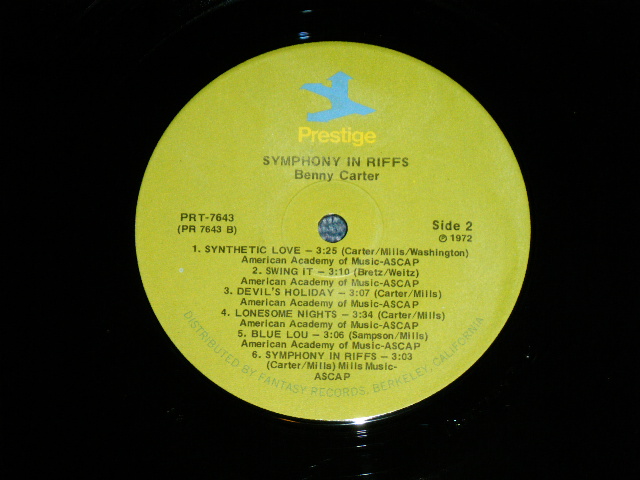 Prestige
SYMPHONY IN RIFFS
Benny Carter
PRT-7643
(PR 7643 B)
Side 2
℗ 1972
1. SYNTHETIC LOVE – 3:25 (Carter/Mills/Washington)
American Academy of Music-ASCAP
2. SWING IT – 3:10 (Bretz/Weitz)
American Academy of Music-ASCAP
3. DEVIL'S HOLIDAY – 3:07 (Carter/Mills)
American Academy of Music-ASCAP
4. LONESOME NIGHTS – 3:34 (Carter/Mills)
American Academy of Music-ASCAP
5. BLUE LOU – 3:06 (Sampson/Mills)
American Academy of Music-ASCAP
6. SYMPHONY IN RIFFS – 3:03
(Carter/Mills) Mills Music-
ASCAP
DISTRIBUTED BY FANTASY RECORDS, BERKELEY, CALIFORNIA